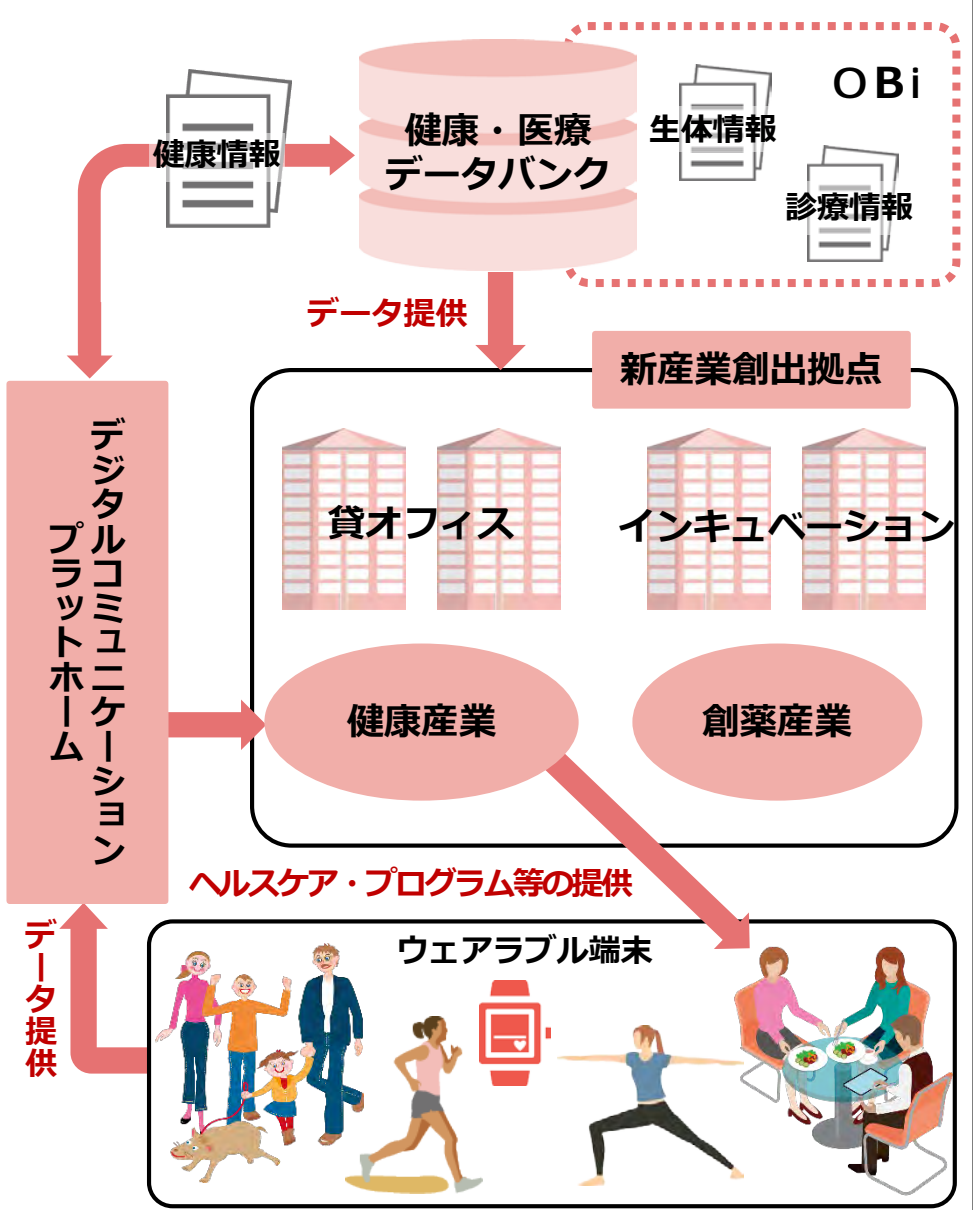 健康情報
健康・医療
データバンク
生体情報
OBi
診療情報
データ提供
新産業創出拠点
デジタルコミュニケーション
プラットホーム
貸オフィス
インキュベーション
健康産業
創薬産業
ヘルスケア・プログラム等の提供
データ提供
ウェアラブル端末